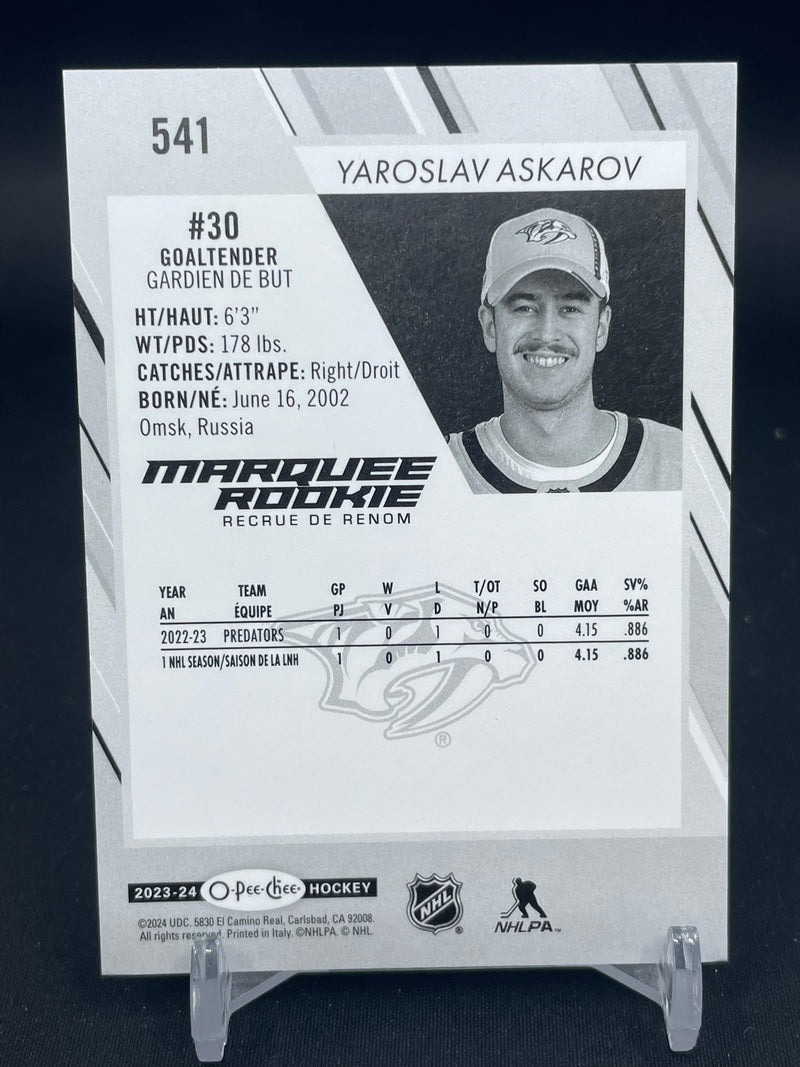 541
YAROSLAV ASKAROV
#30
GOALTENDER
GARDIEN DE BUT
HT/HAUT: 6'3"
WT/PDS: 178 lbs.
CATCHES/ATTRAPE: Right/Droit
BORN/NÉ: June 16, 2002
Omsk, Russia
MARQUEE
ROOKIE
RECRUE DE RENOM
YEAR TEAM GP W L T/OT SO GAA SV%
AN ÉQUIPE PJ V D N/P BL MOY %AR
2022-23 PREDATORS 1 0 1 0 0 4.15 .886
1 NHL SEASON/SAISON DE LA LNH 1 0 1 0 0 4.15 .886
®
2023-24 O-Pee-Chee® HOCKEY
NHL ®
NHLPA™
©2024 UDC. 5830 El Camino Real, Carlsbad, CA 92008.
All rights reserved. Printed in Italy. ©NHLPA. © NHL.